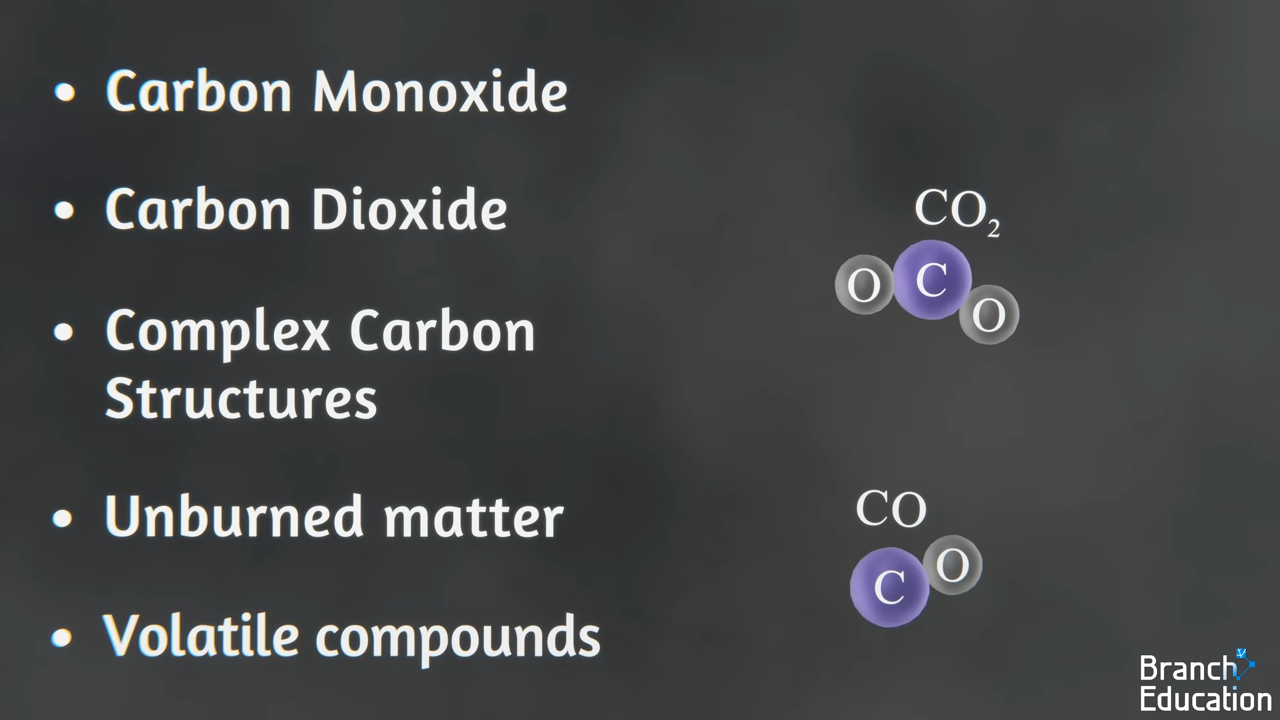 • Carbon Monoxide
• Carbon Dioxide
• Complex Carbon
Structures
• Unburned matter
• Volatile compounds
CO₂
O C O
CO
C O
Branch
Education